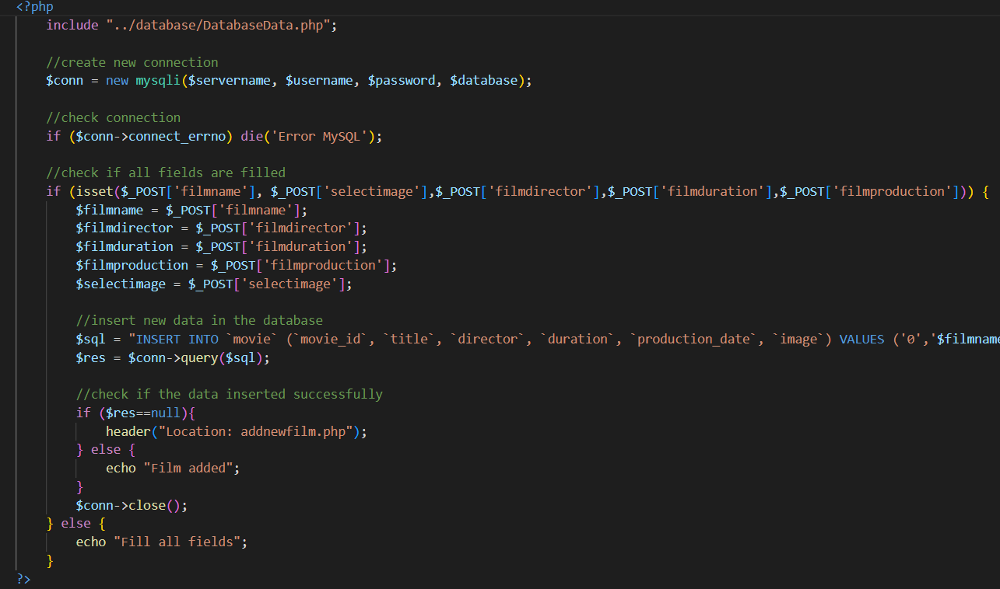 <?php
include "../database/DatabaseData.php";
//create new connection
$conn = new mysqli($servername, $username, $password, $database);
//check connection
if ($conn->connect_errno) die('Error MySQL');
//check if all fields are filled
if (isset($_POST['filmname'], $_POST['selectimage'],$_POST['filmdirector'],$_POST['filmduration'],$_POST['filmproduction'])) {
$filmname = $_POST['filmname'];
$filmdirector = $_POST['filmdirector'];
$filmduration = $_POST['filmduration'];
$filmproduction = $_POST['filmproduction'];
$selectimage = $_POST['selectimage'];
//insert new data in the database
$sql = "INSERT INTO `movie` (`movie_id`, `title`, `director`, `duration`, `production_date`, `image`) VALUES ('0','$filmname
$res = $conn->query($sql);
//check if the data inserted successfully
if ($res==null){
header("Location: addnewfilm.php");
} else {
echo "Film added";
}
$conn->close();
} else {
echo "Fill all fields";
}
?>